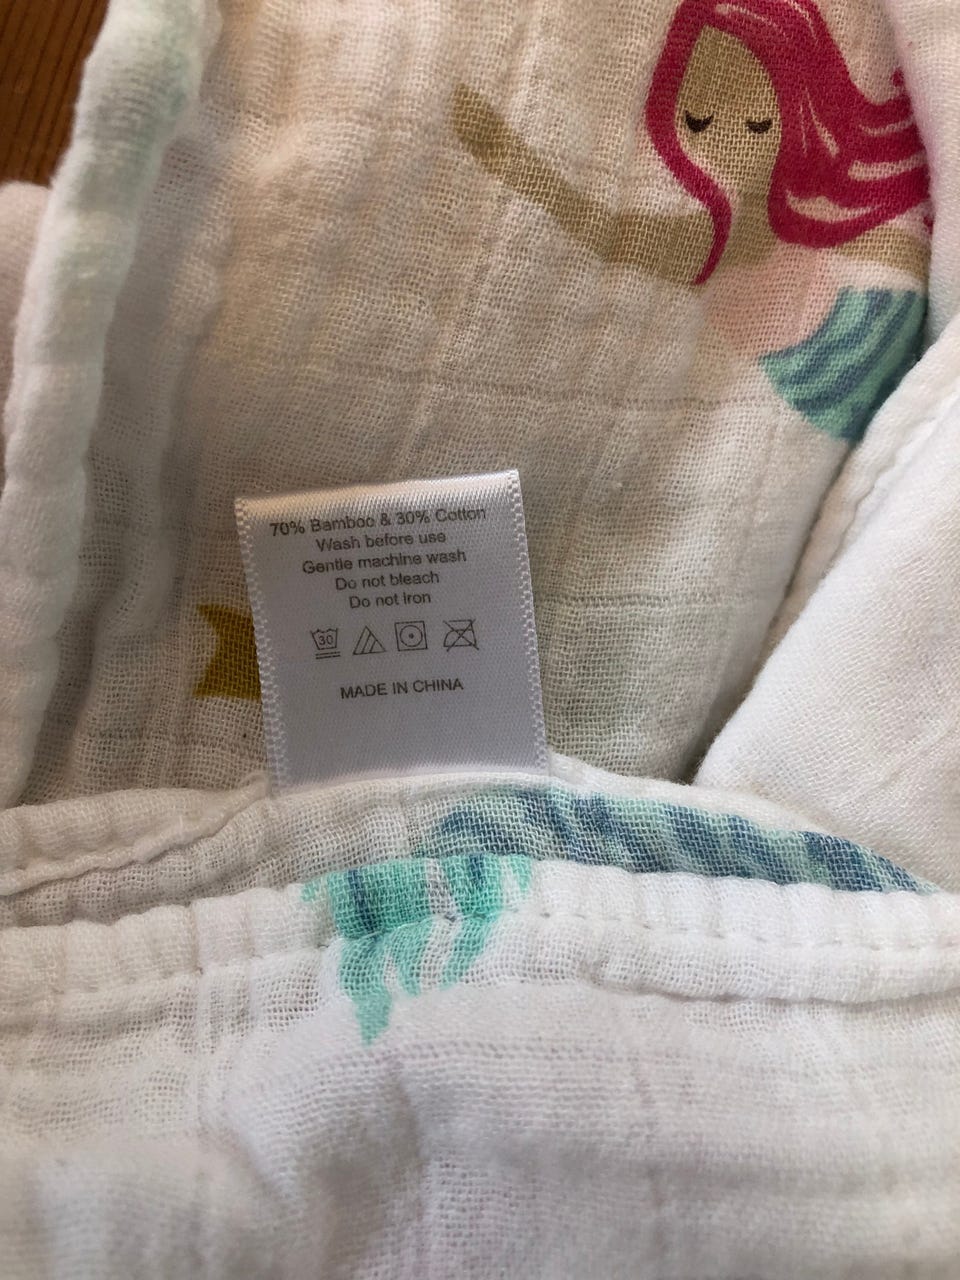 70% Bamboo & 30% Cotton
Wash before use
Gentle machine wash
Do not bleach
Do not Iron
30
MADE IN CHINA